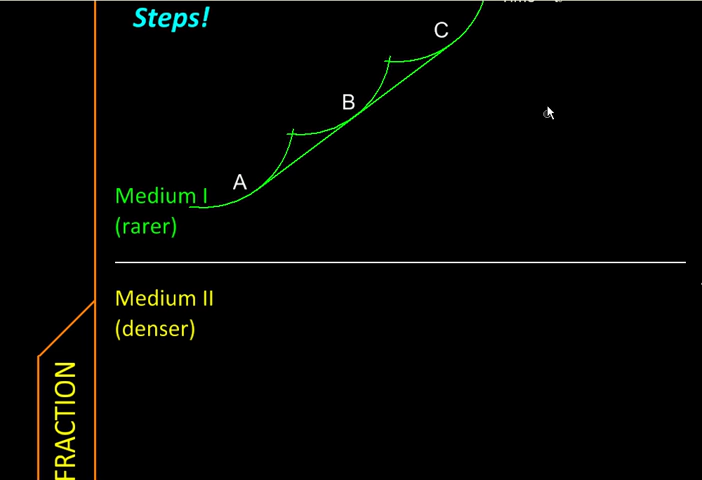 Steps!
C
B
A
Medium I
(rarer)
Medium II
(denser)
FRACTION